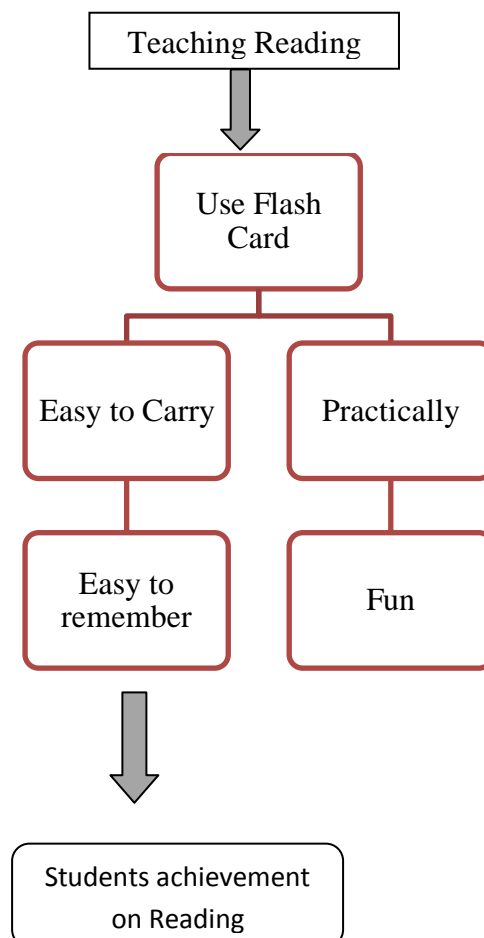 Teaching Reading
Use Flash
Card
Easy to Carry
Practically
Easy to
remember
Fun
Students achievement
on Reading